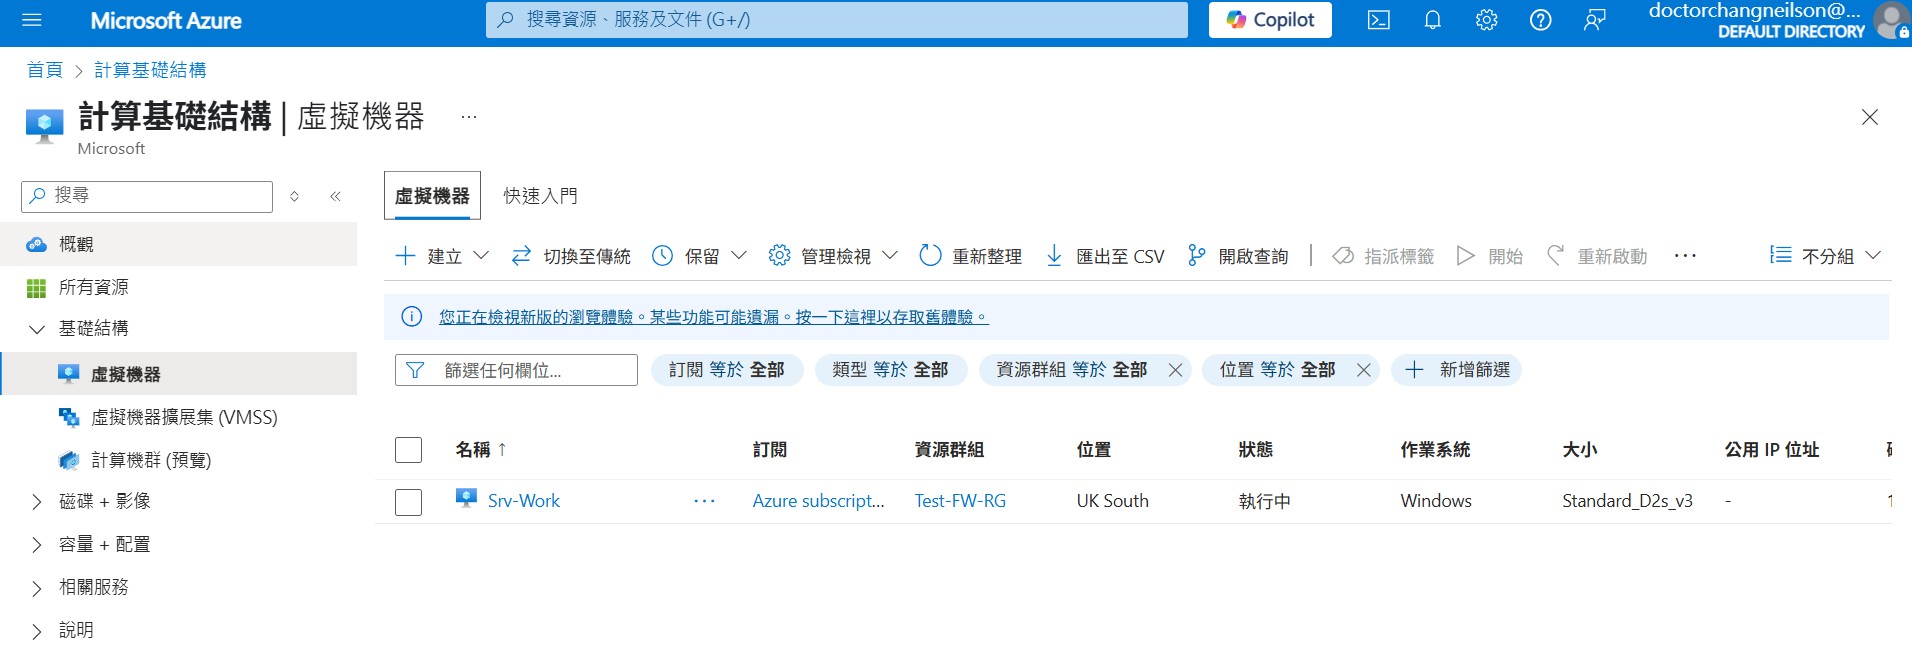 Microsoft Azure
搜尋資源、服務及文件 (G+/)
Copilot
doctorchangneilson@...
DEFAULT DIRECTORY
首頁 > 計算基礎結構
計算基礎結構 | 虛擬機器 ...
Microsoft
搜尋
概觀
所有資源
基礎結構
虛擬機器
虛擬機器擴展集 (VMSS)
計算機群 (預覽)
磁碟 + 影像
容量 + 配置
相關服務
說明
虛擬機器 快速入門
建立 切換至傳統 保留 管理檢視 重新整理 匯出至 CSV 開啟查詢 指派標籤 開始 重新啟動 ... 不分組
您正在檢視新版的瀏覽體驗。某些功能可能遺漏。按一下這裡以存取舊體驗。
篩選任何欄位... 訂閱 等於 全部 類型 等於 全部 資源群組 等於 全部 位置 等於 全部 新增篩選
名稱 ↑ 訂閱 資源群組 位置 狀態 作業系統 大小 公用 IP 位址
Srv-Work ... Azure subscript... Test-FW-RG UK South 執行中 Windows Standard_D2s_v3 -